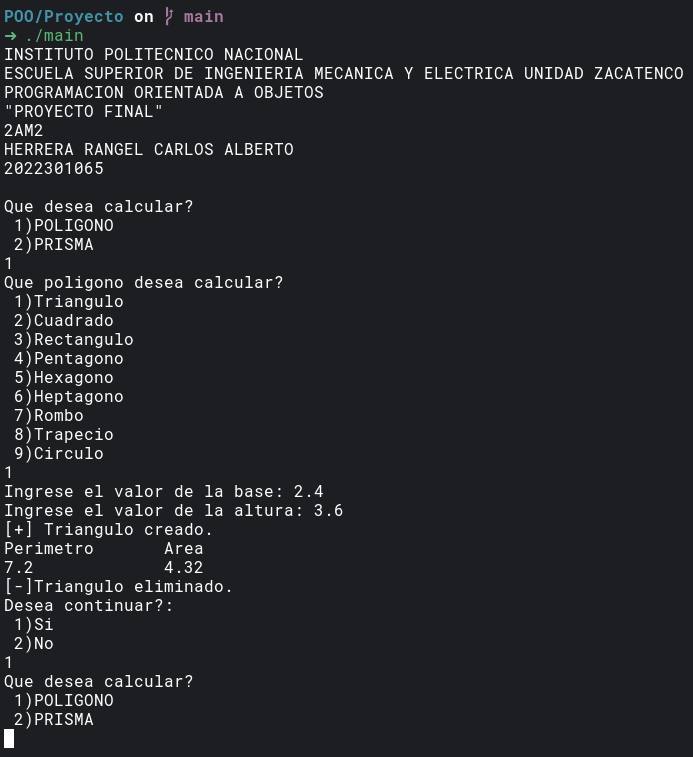 POO/Proyecto on main
➜ ./main
INSTITUTO POLITECNICO NACIONAL
ESCUELA SUPERIOR DE INGENIERIA MECANICA Y ELECTRICA UNIDAD ZACATENCO
PROGRAMACION ORIENTADA A OBJETOS
"PROYECTO FINAL"
2AM2
HERRERA RANGEL CARLOS ALBERTO
2022301065

Que desea calcular?
 1)POLIGONO
 2)PRISMA
1
Que poligono desea calcular?
 1)Triangulo
 2)Cuadrado
 3)Rectangulo
 4)Pentagono
 5)Hexagono
 6)Heptagono
 7)Rombo
 8)Trapecio
 9)Circulo
1
Ingrese el valor de la base: 2.4
Ingrese el valor de la altura: 3.6
[+] Triangulo creado.
Perimetro       Area
7.2             4.32
[-]Triangulo eliminado.
Desea continuar?:
 1)Si
 2)No
1
Que desea calcular?
 1)POLIGONO
 2)PRISMA